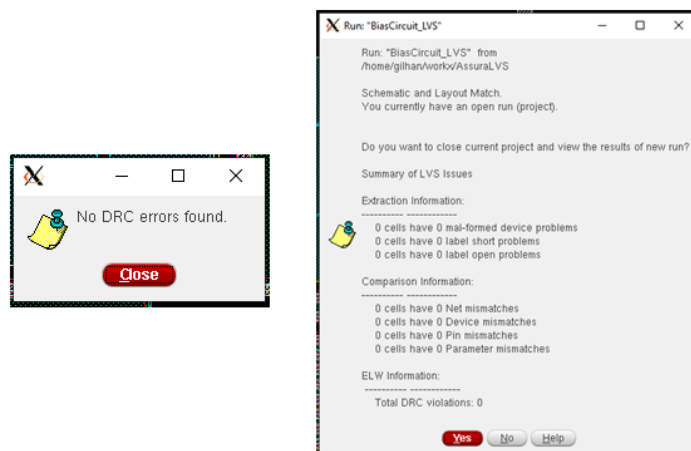 No DRC errors found.
Close
Run: "BiasCircuit_LVS"
Run: "BiasCircuit_LVS" from
/home/gilhan/workx/AssuraLVS
Schematic and Layout Match.
You currently have an open run (project).
Do you want to close current project and view the results of new run?
Summary of LVS Issues
Extraction Information:
---------- ------------
0 cells have 0 mal-formed device problems
0 cells have 0 label short problems
0 cells have 0 label open problems
Comparison Information:
---------- ------------
0 cells have 0 Net mismatches
0 cells have 0 Device mismatches
0 cells have 0 Pin mismatches
0 cells have 0 Parameter mismatches
ELW Information:
---------- ------------
Total DRC violations: 0
Yes No Help